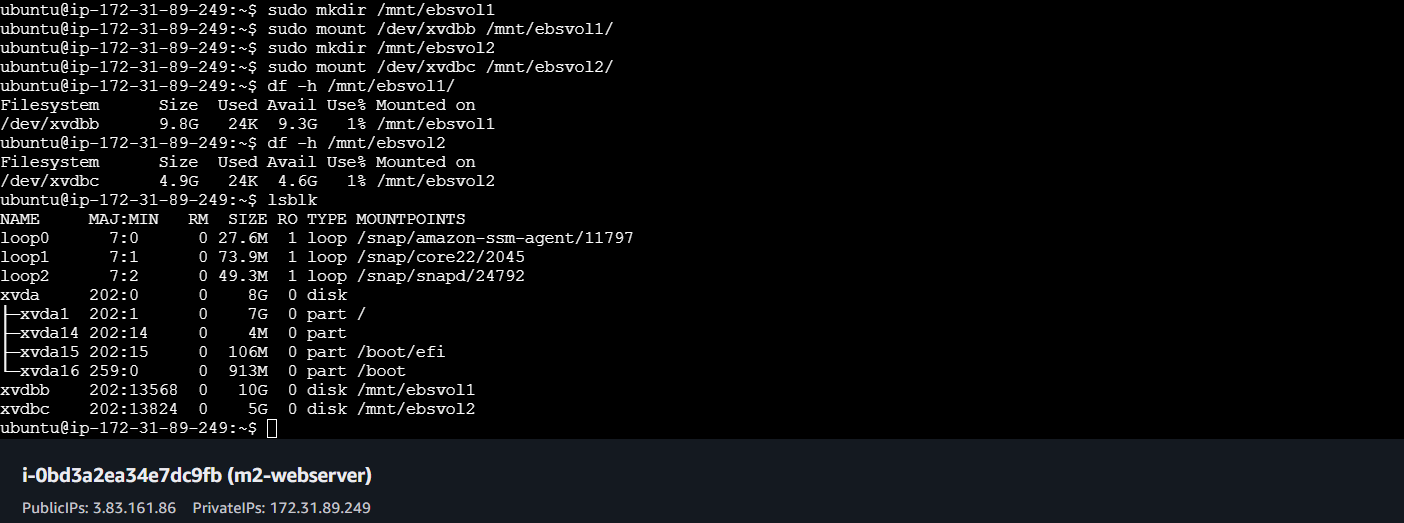 ubuntu@ip-172-31-89-249:~$ sudo mkdir /mnt/ebsvol1
ubuntu@ip-172-31-89-249:~$ sudo mount /dev/xvdbb /mnt/ebsvol1/
ubuntu@ip-172-31-89-249:~$ sudo mkdir /mnt/ebsvol2
ubuntu@ip-172-31-89-249:~$ sudo mount /dev/xvdbc /mnt/ebsvol2/
ubuntu@ip-172-31-89-249:~$ df -h /mnt/ebsvol1/
Filesystem      Size  Used Avail Use% Mounted on
/dev/xvdbb      9.8G   24K  9.3G   1% /mnt/ebsvol1
ubuntu@ip-172-31-89-249:~$ df -h /mnt/ebsvol2
Filesystem      Size  Used Avail Use% Mounted on
/dev/xvdbc      4.9G   24K  4.6G   1% /mnt/ebsvol2
ubuntu@ip-172-31-89-249:~$ lsblk
NAME     MAJ:MIN   RM  SIZE RO TYPE MOUNTPOINTS
loop0      7:0      0 27.6M  1 loop /snap/amazon-ssm-agent/11797
loop1      7:1      0 73.9M  1 loop /snap/core22/2045
loop2      7:2      0 49.3M  1 loop /snap/snapd/24792
xvda     202:0      0    8G  0 disk
├─xvda1  202:1      0    7G  0 part /
├─xvda14 202:14     0    4M  0 part
├─xvda15 202:15     0  106M  0 part /boot/efi
└─xvda16 259:0      0  913M  0 part /boot
xvdbb    202:13568  0   10G  0 disk /mnt/ebsvol1
xvdbc    202:13824  0    5G  0 disk /mnt/ebsvol2
ubuntu@ip-172-31-89-249:~$
i-0bd3a2ea34e7dc9fb (m2-webserver)
PublicIPs: 3.83.161.86 PrivateIPs: 172.31.89.249